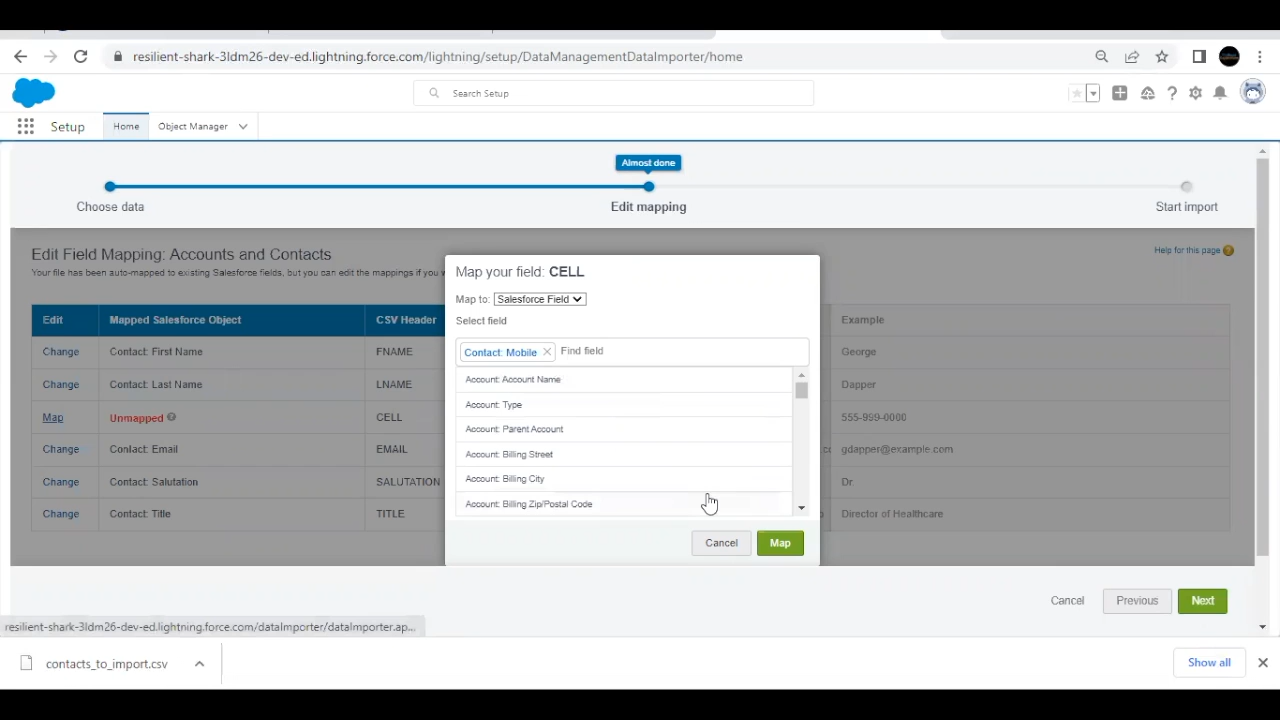 resilient-shark-3ldm26-dev-ed.lightning.force.com/lightning/setup/DataManagementDataImporter/home
Search Setup
Setup
Home
Object Manager
Almost done
Choose data
Edit mapping
Start import
Edit Field Mapping: Accounts and Contacts
Help for this page
Your file has been auto-mapped to existing Salesforce fields, but you can edit the mappings if you w
Edit Mapped Salesforce Object CSV Header Example
Change Contact: First Name FNAME George
Change Contact: Last Name LNAME Dapper
Map Unmapped CELL 555-999-0000
Change Contact: Email EMAIL gdapper@example.com
Change Contact: Salutation SALUTATION Dr.
Change Contact: Title TITLE Director of Healthcare
Map your field: CELL
Map to: Salesforce Field
Select field
Contact: Mobile Find field
Account: Account Name
Account: Type
Account: Parent Account
Account: Billing Street
Account: Billing City
Account: Billing Zip/Postal Code
Cancel Map
Cancel Previous Next
resilient-shark-3ldm26-dev-ed.lightning.force.com/dataImporter/dataImporter.ap...
contacts_to_import.csv
Show all